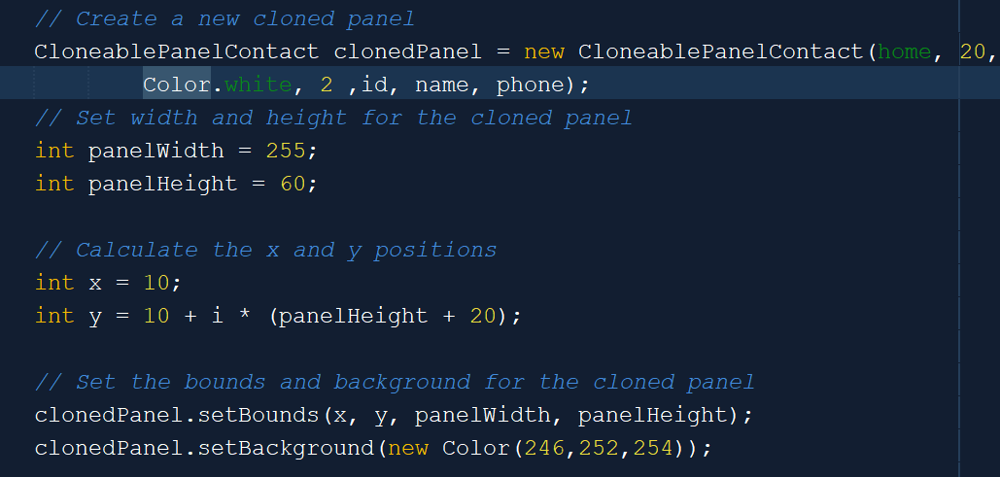 // Create a new cloned panel
CloneablePanelContact clonedPanel = new CloneablePanelContact(home, 20,
Color.white, 2 ,id, name, phone);
// Set width and height for the cloned panel
int panelWidth = 255;
int panelHeight = 60;
// Calculate the x and y positions
int x = 10;
int y = 10 + i * (panelHeight + 20);
// Set the bounds and background for the cloned panel
clonedPanel.setBounds(x, y, panelWidth, panelHeight);
clonedPanel.setBackground(new Color(246,252,254));